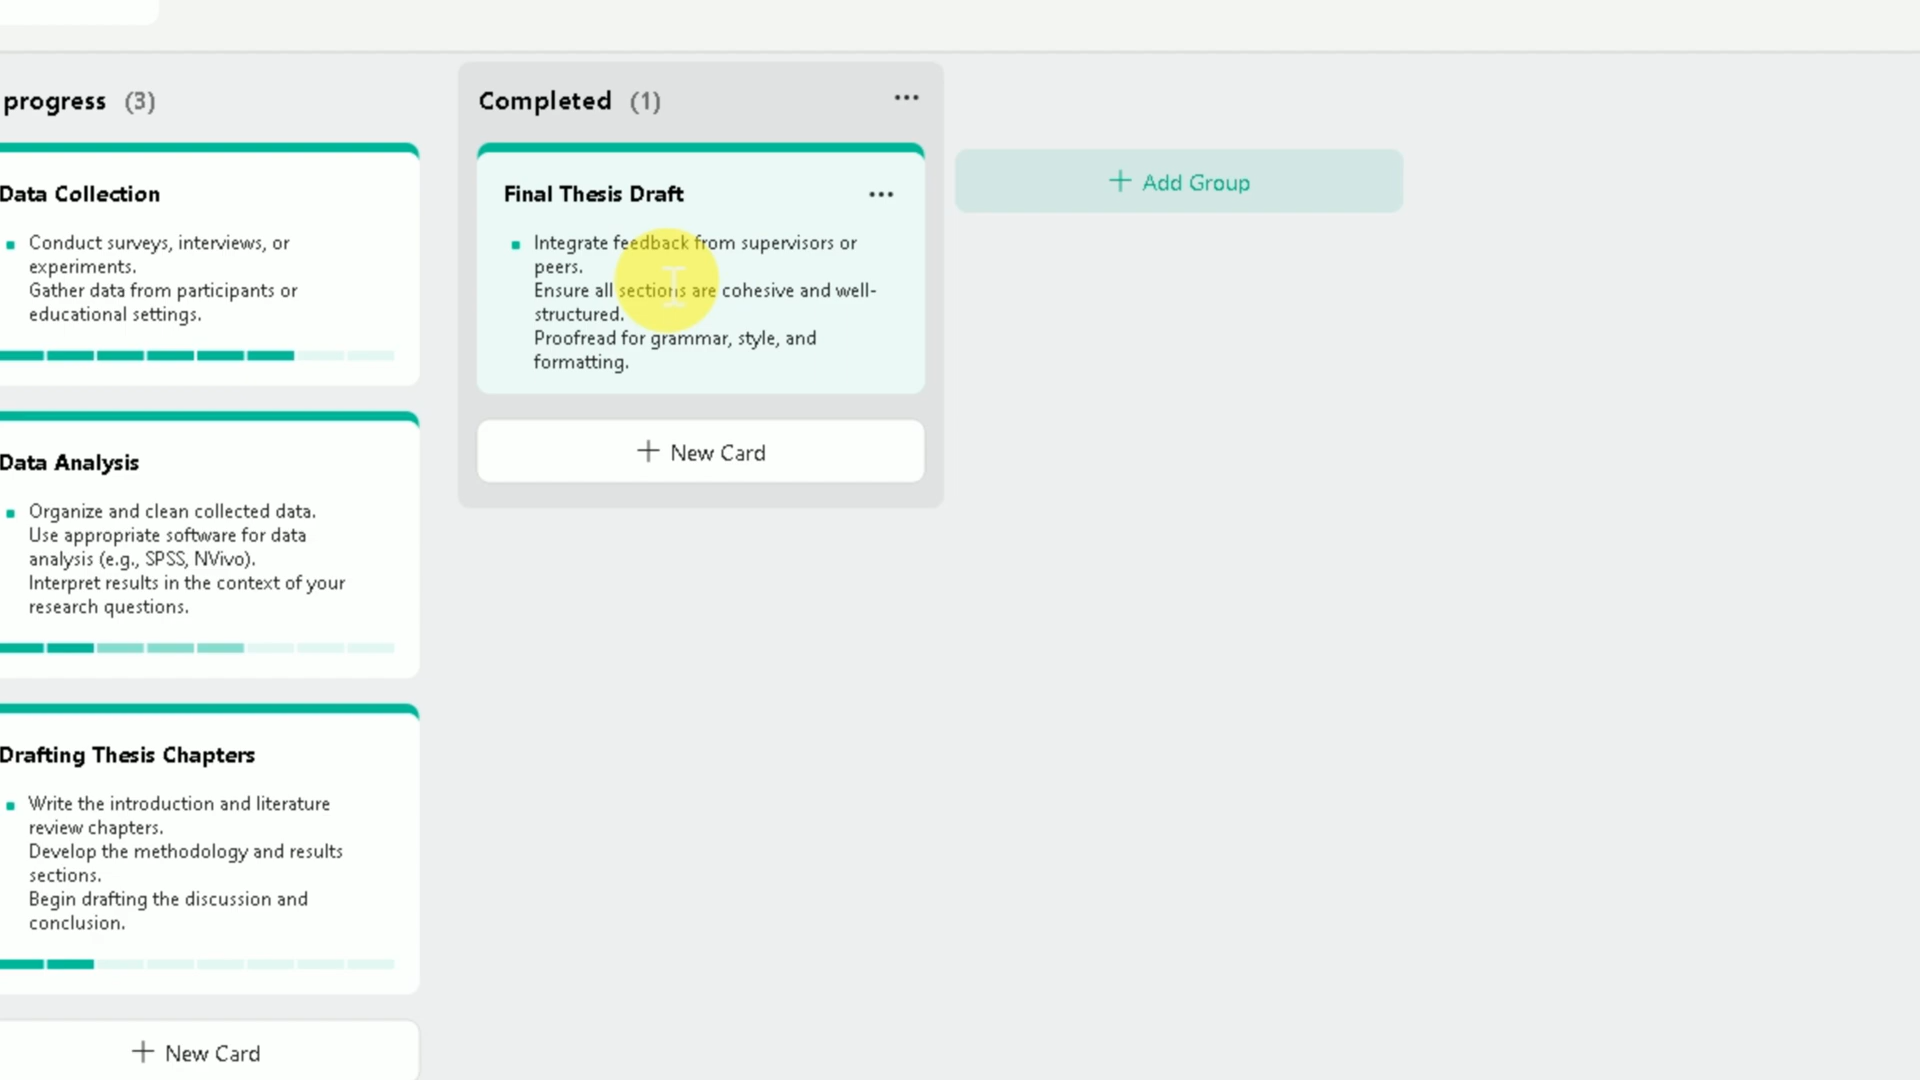 progress (3)
Data Collection
Conduct surveys, interviews, or
experiments.
Gather data from participants or
educational settings.
Data Analysis
Organize and clean collected data.
Use appropriate software for data
analysis (e.g., SPSS, NVivo).
Interpret results in the context of your
research questions.
Drafting Thesis Chapters
Write the introduction and literature
review chapters.
Develop the methodology and results
sections.
Begin drafting the discussion and
conclusion.
+ New Card
Completed (1)
Final Thesis Draft
Integrate feedback from supervisors or
peers.
Ensure all sections are cohesive and well-
structured.
Proofread for grammar, style, and
formatting.
+ New Card
+ Add Group